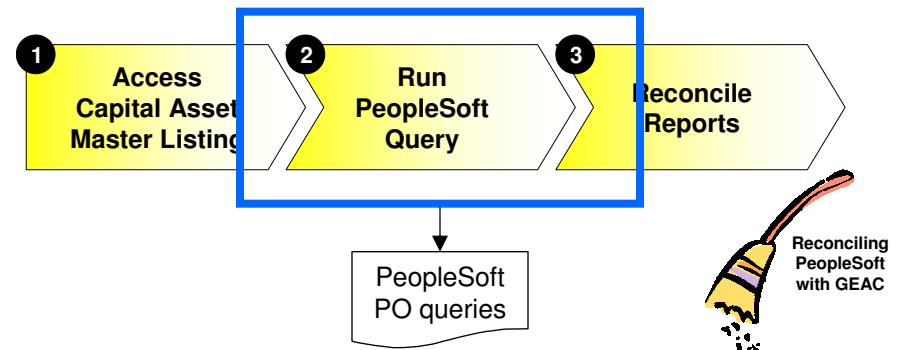 1
Access
Capital Asset
Master Listing
2
Run
PeopleSoft
Query
3
Reconcile
Reports
PeopleSoft
PO queries
Reconciling
PeopleSoft
with GEAC